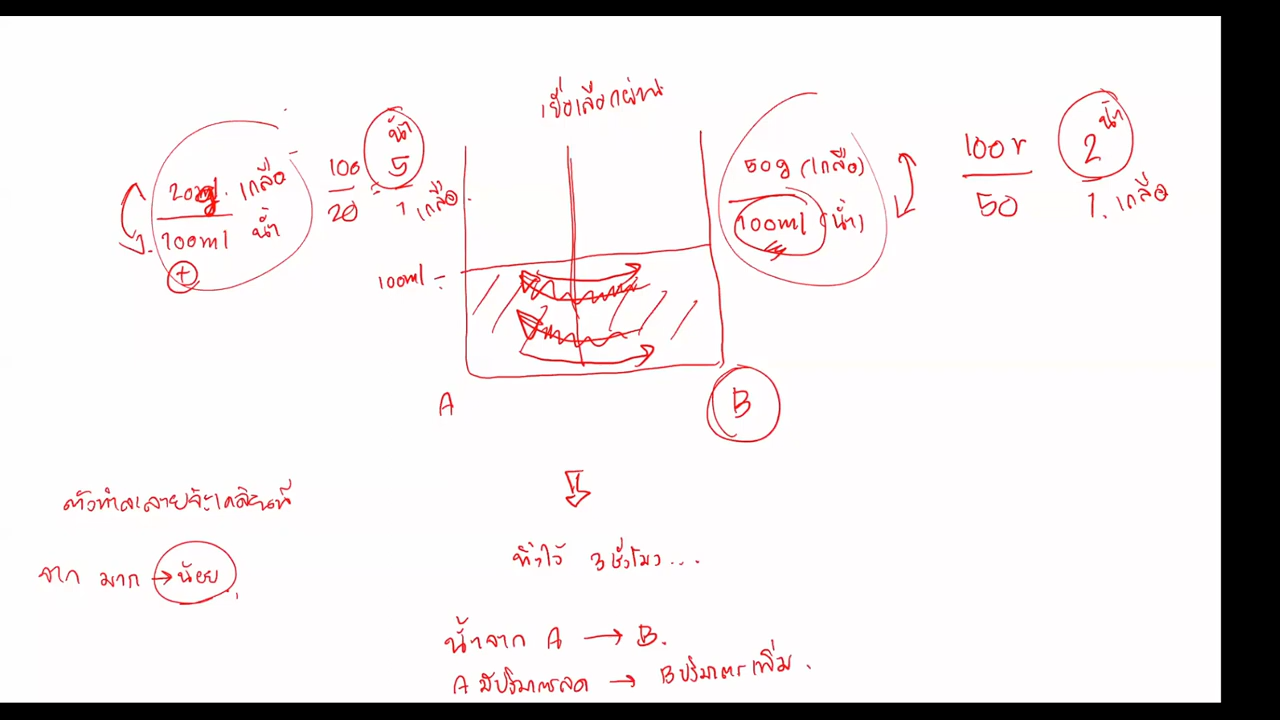 เยื่อเลือกผ่าน
20g. เกลือ
100ml น้ำ
+
100
20
=
น้ำ
5
1 เกลือ
50g (เกลือ)
100ml (น้ำ)
100
50
2 น้ำ
1. เกลือ
100ml
A
B
ตัวทำละลายจะเคลื่อนที่
จาก มาก → น้อย
ทิ้งไว้ 3 ชั่วโมง...
น้ำจาก A → B.
A มีปริมาตรลด → B ปริมาตรเพิ่ม.